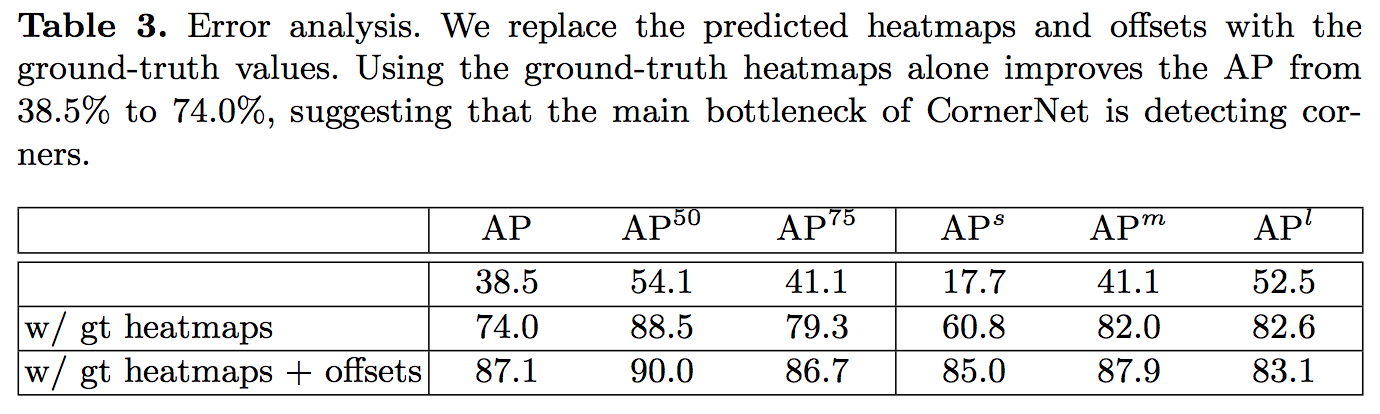 Table 3. Error analysis. We replace the predicted heatmaps and offsets with the
ground-truth values. Using the ground-truth heatmaps alone improves the AP from
38.5% to 74.0%, suggesting that the main bottleneck of CornerNet is detecting cor-
ners.
AP AP^50 AP^75 AP^s AP^m AP^l
38.5 54.1 41.1 17.7 41.1 52.5
w/ gt heatmaps 74.0 88.5 79.3 60.8 82.0 82.6
w/ gt heatmaps + offsets 87.1 90.0 86.7 85.0 87.9 83.1